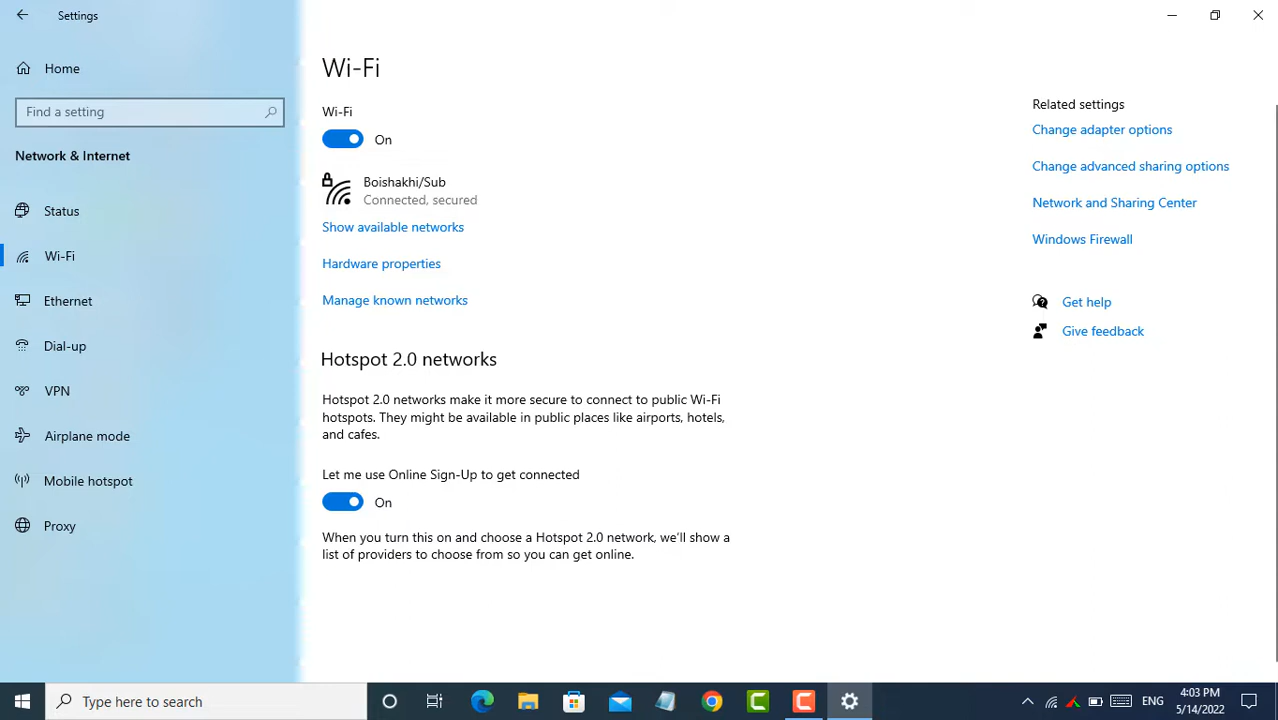 Settings
Home
Find a setting
Network & Internet
Status
Wi-Fi
Ethernet
Dial-up
VPN
Airplane mode
Mobile hotspot
Proxy
Wi-Fi
Wi-Fi
On
Boishakhi/Sub
Connected, secured
Show available networks
Hardware properties
Manage known networks
Hotspot 2.0 networks
Hotspot 2.0 networks make it more secure to connect to public Wi-Fi
hotspots. They might be available in public places like airports, hotels,
and cafes.
Let me use Online Sign-Up to get connected
On
When you turn this on and choose a Hotspot 2.0 network, we'll show a
list of providers to choose from so you can get online.
Related settings
Change adapter options
Change advanced sharing options
Network and Sharing Center
Windows Firewall
Get help
Give feedback
Type here to search
ENG
4:03 PM
5/14/2022